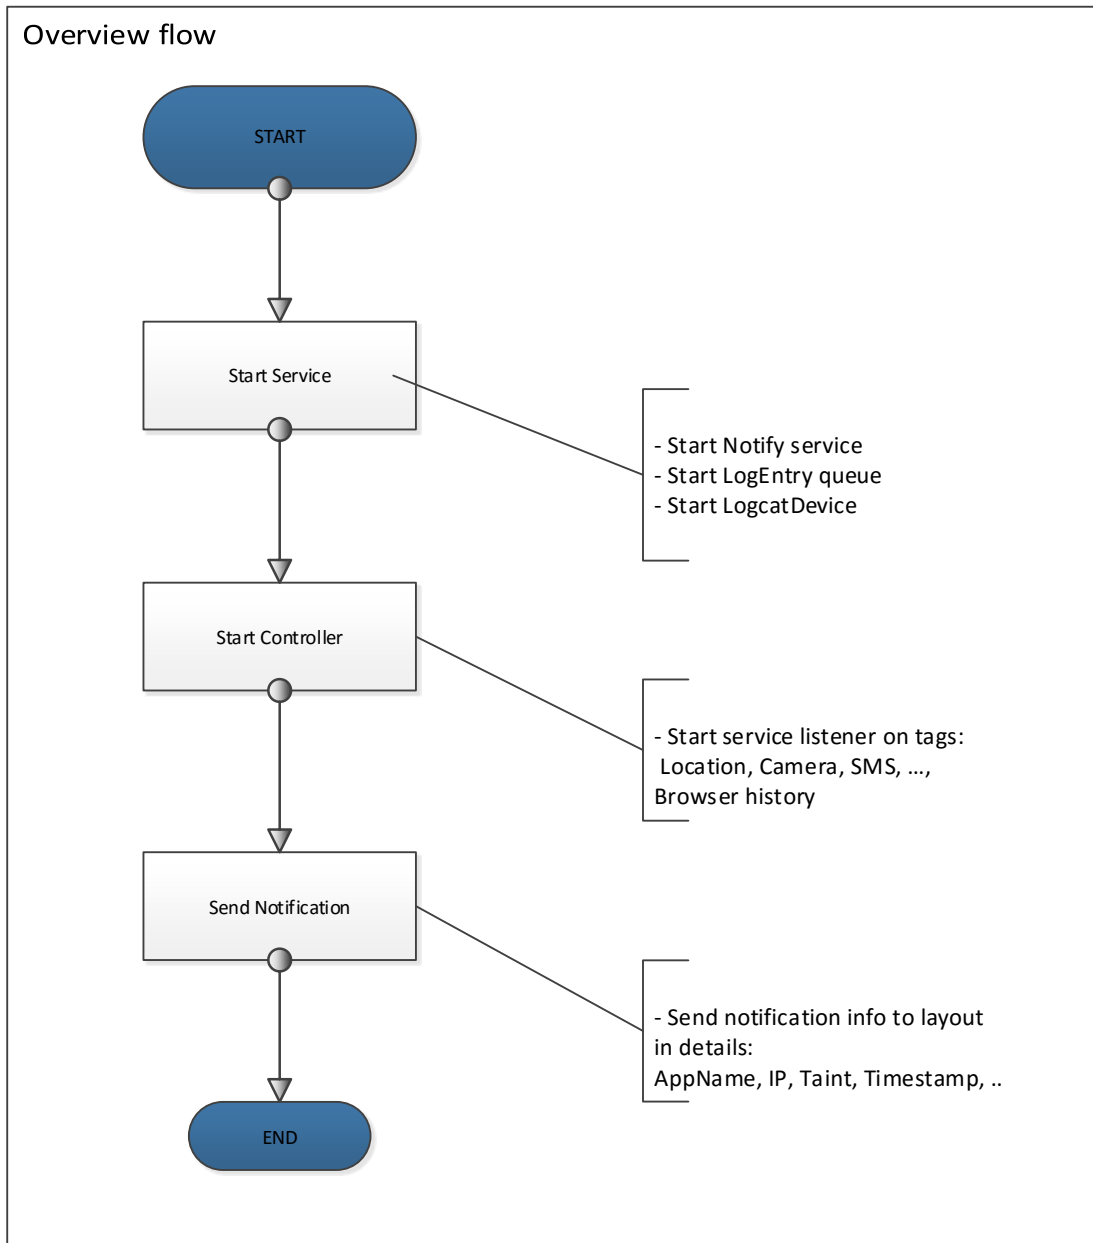 Overview flow
START
Start Service
- Start Notify service
- Start LogEntry queue
- Start LogcatDevice
Start Controller
- Start service listener on tags:
Location, Camera, SMS, ...,
Browser history
Send Notification
- Send notification info to layout
in details:
AppName, IP, Taint, Timestamp, ..
END